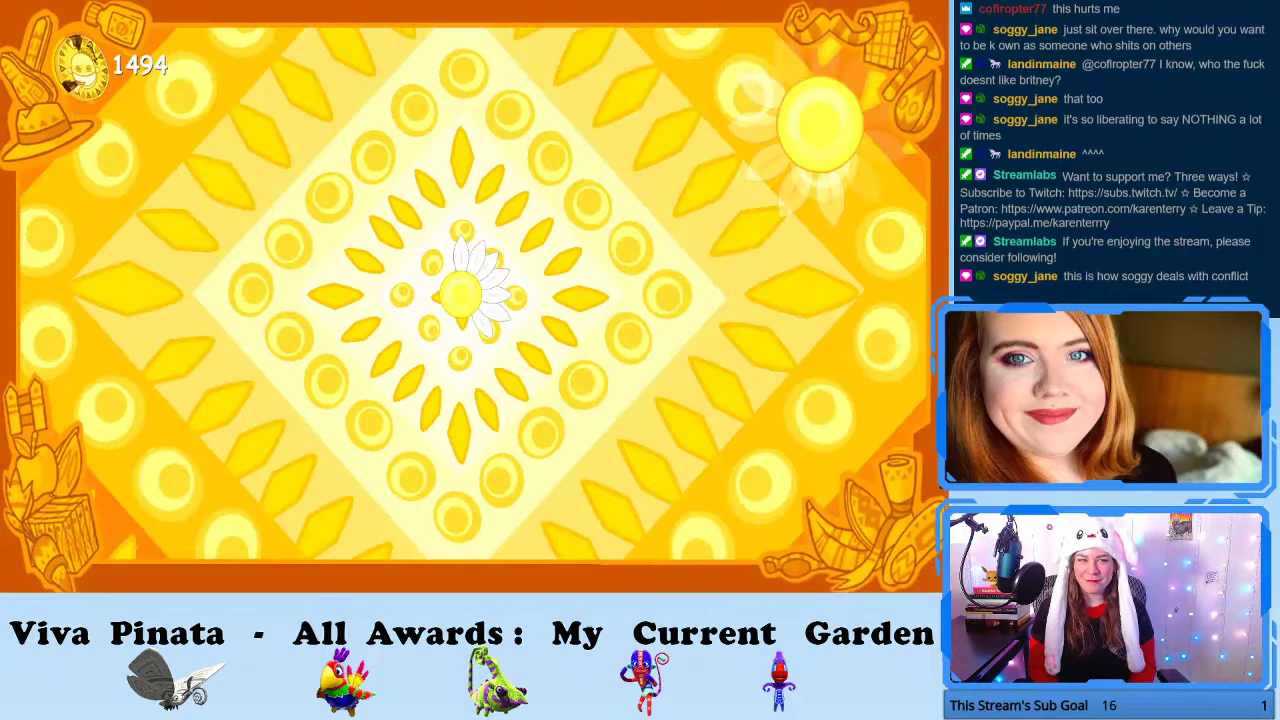 1494
coflropter77 this hurts me
soggy_jane just sit over there. why would you want
to be k own as someone who shits on others
landinmaine @coflropter77 I know, who the fuck
doesnt like britney?
soggy_jane that too
soggy_jane it's so liberating to say NOTHING a lot
of times
landinmaine ^^^^
Streamlabs Want to support me? Three ways! ☆
Subscribe to Twitch: https://subs.twitch.tv/ ☆ Become a
Patron: https://www.patreon.com/karenterry ☆ Leave a Tip:
https://paypal.me/karenterrry
Streamlabs If you're enjoying the stream, please
consider following!
soggy_jane this is how soggy deals with conflict
Viva Pinata - All Awards: My Current Garden
This Stream's Sub Goal 16 1